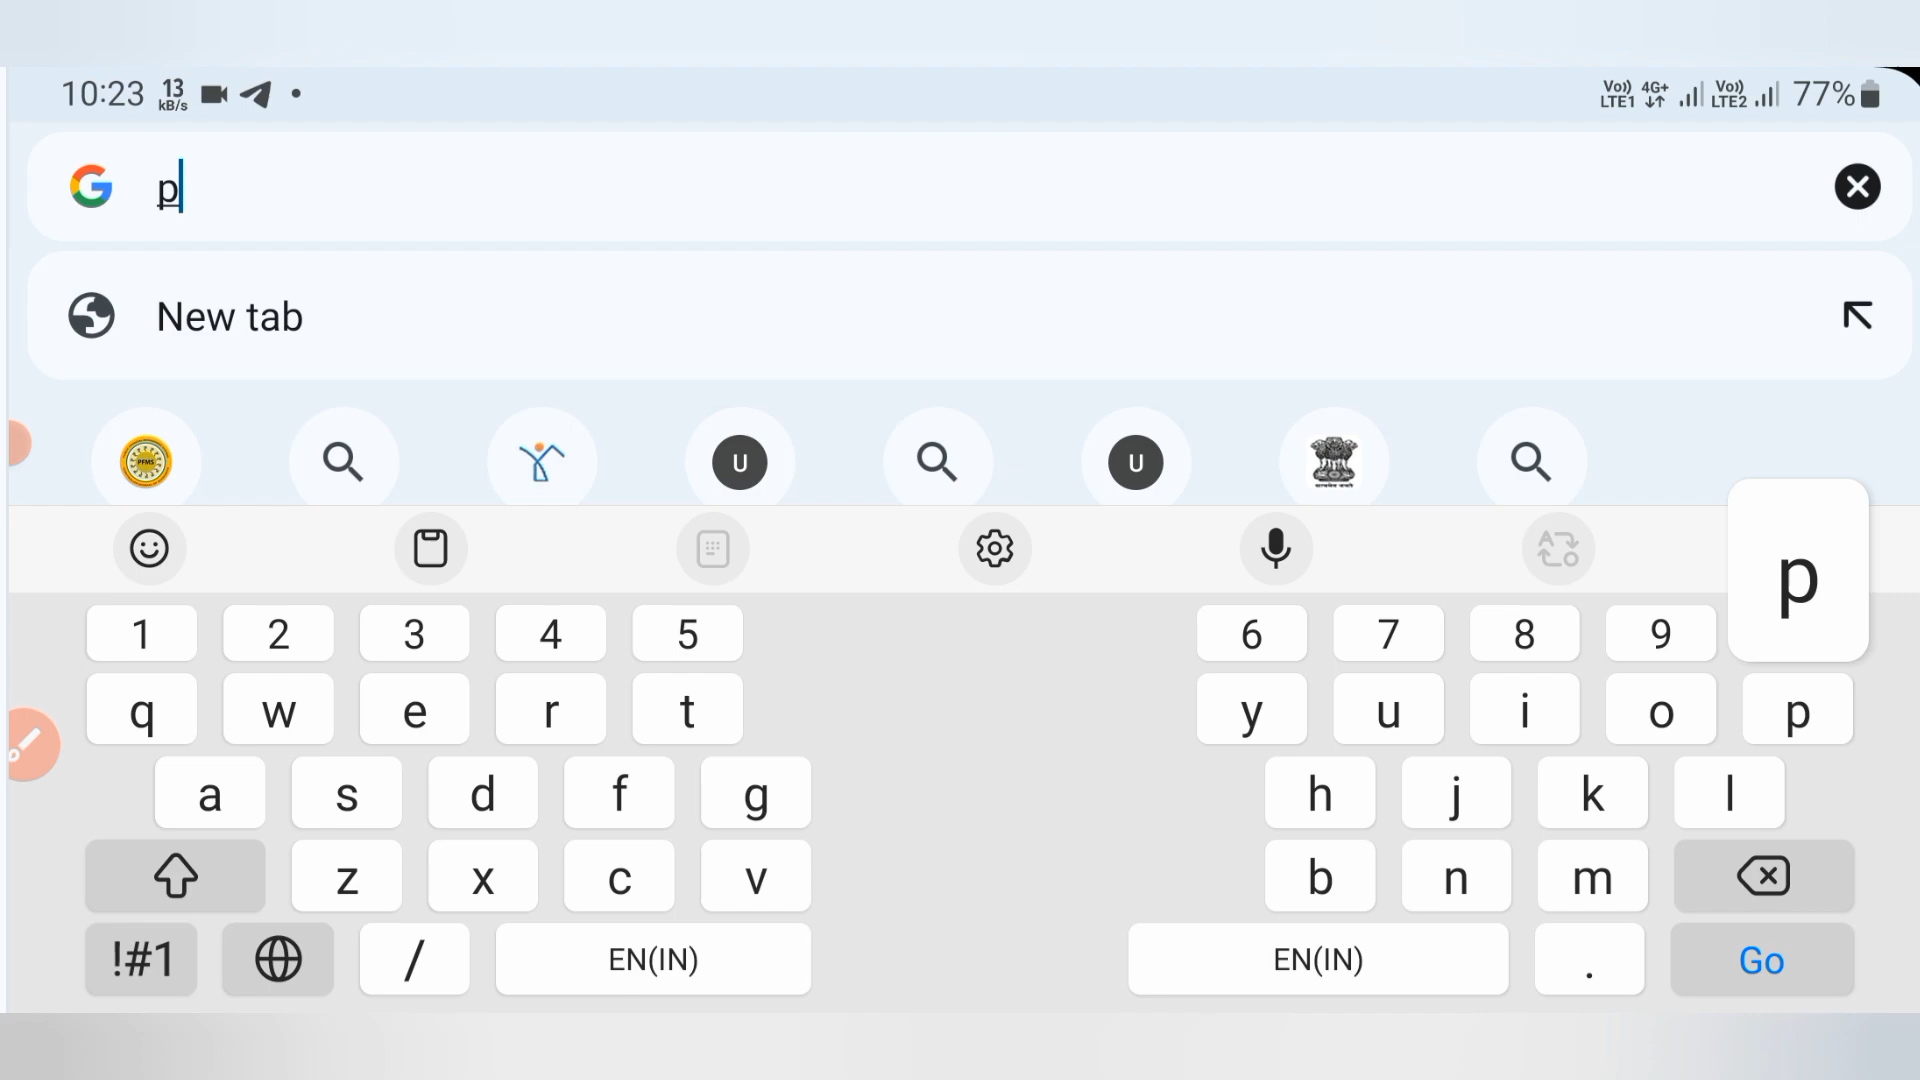 10:23 13 kB/s Vo)) LTE1 4G+ Vo)) LTE2 77%
p
New tab
PFMS U U
p
1 2 3 4 5 6 7 8 9
q w e r t y u i o p
a s d f g h j k l
z x c v b n m
!#1 / EN(IN) EN(IN) . Go